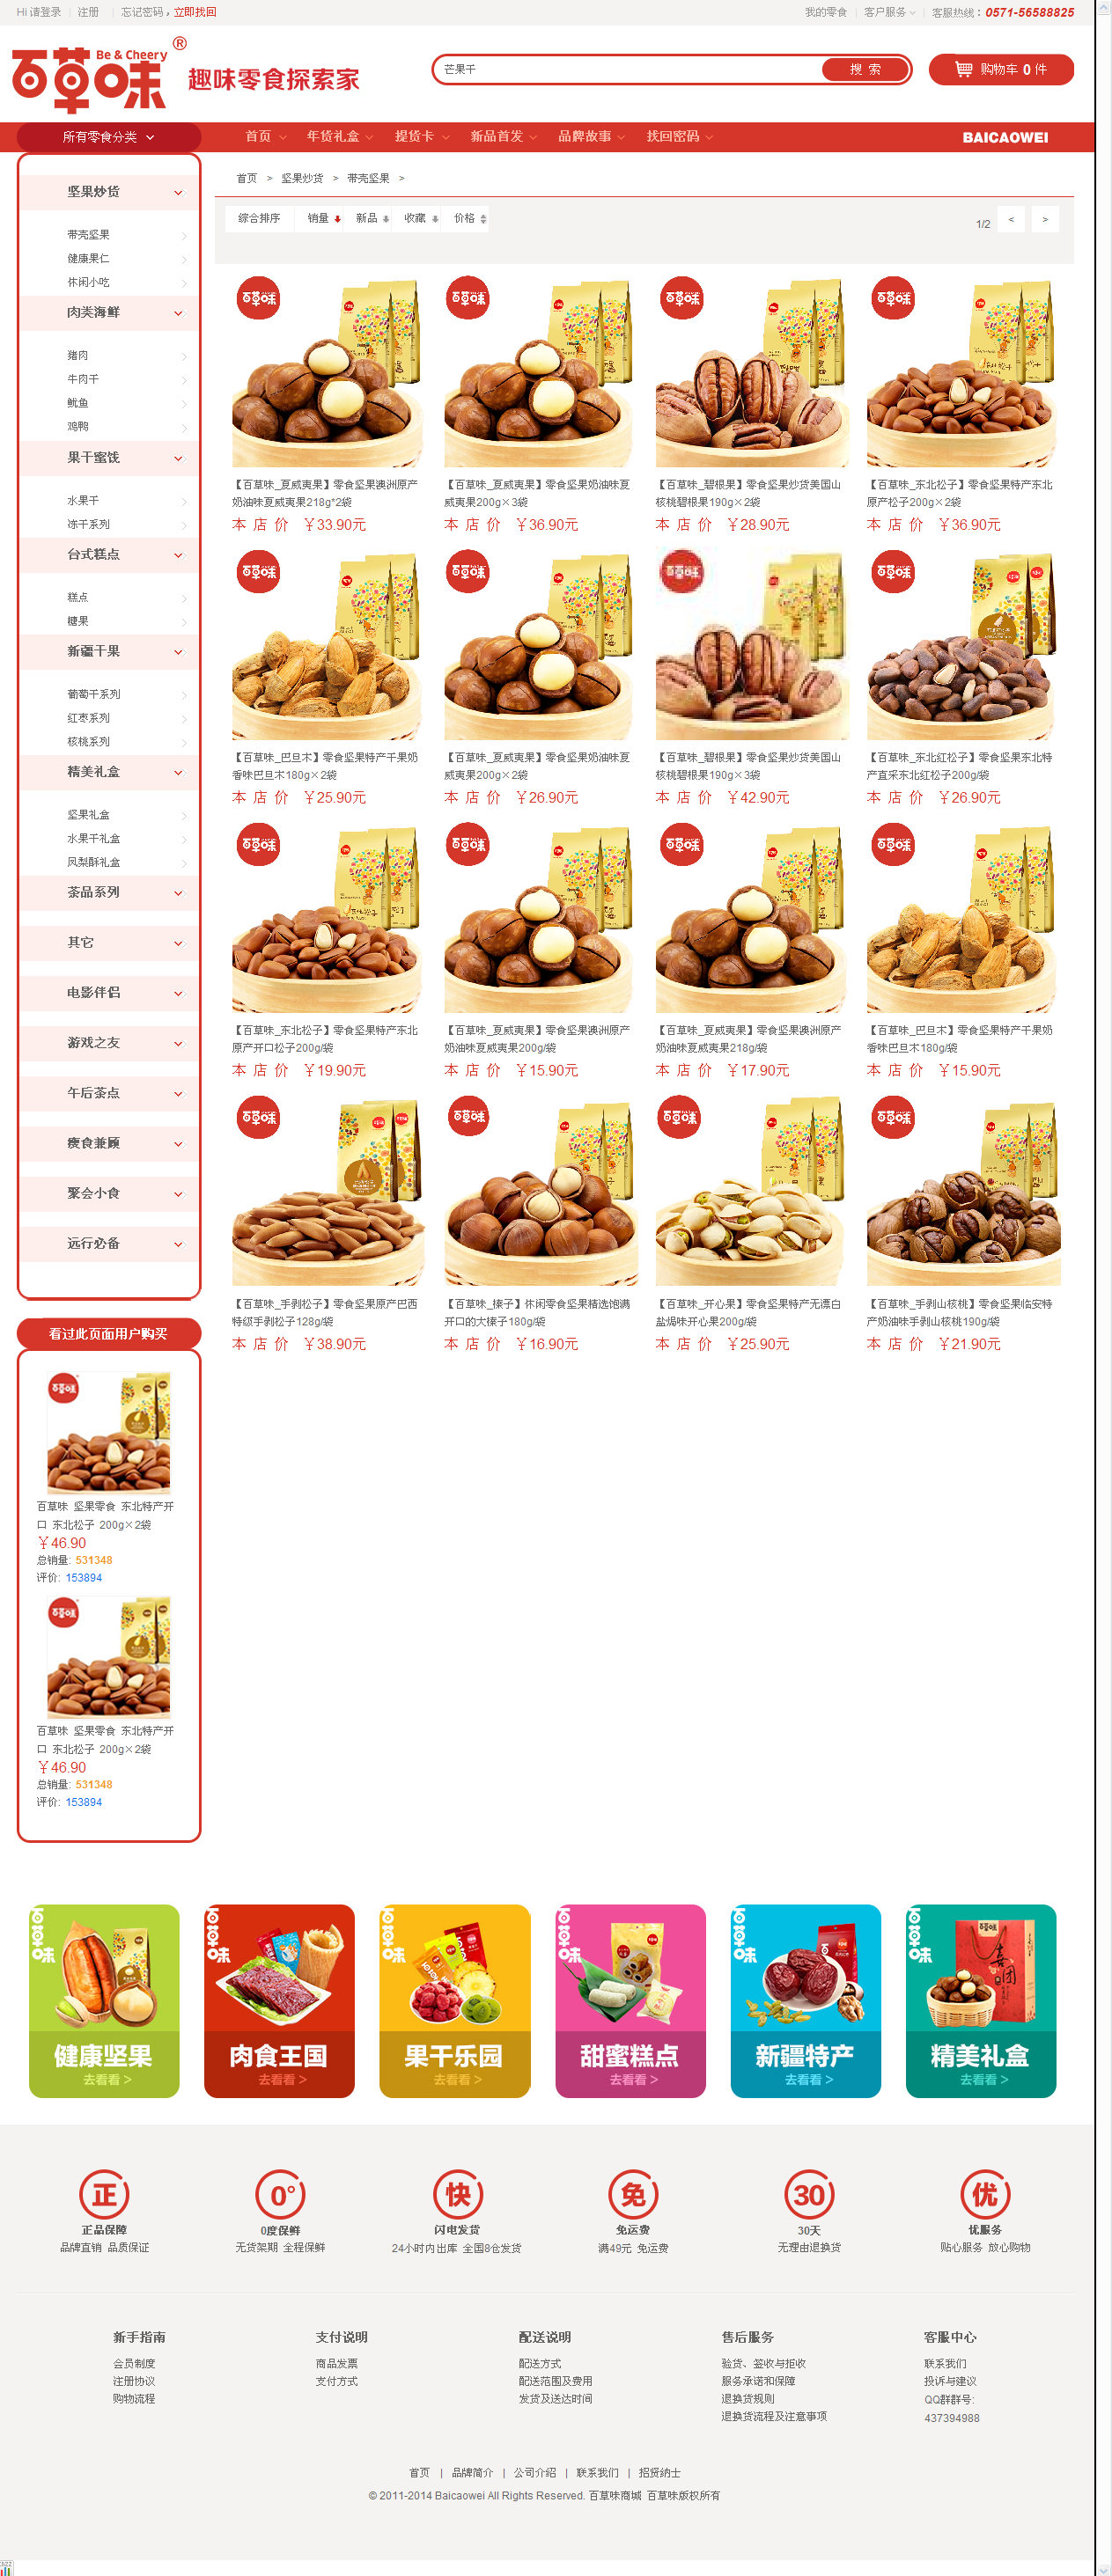 Hi 请登录 | 注册 | 忘记密码，立即找回
我的零食 | 客户服务 | 客服热线：0571-56588825
百草味 Be & Cheery ® 趣味零食探索家
芒果干 搜 索
购物车 0 件
所有零食分类
首页 年货礼盒 提货卡 新品首发 品牌故事 找回密码
BAICAOWEI
坚果炒货
带壳坚果
健康果仁
休闲小吃
肉类海鲜
猪肉
牛肉干
鱿鱼
鸡鸭
果干蜜饯
水果干
冻干系列
台式糕点
糕点
糖果
新疆干果
葡萄干系列
红枣系列
核桃系列
精美礼盒
坚果礼盒
水果干礼盒
凤梨酥礼盒
茶品系列
其它
电影伴侣
游戏之友
午后茶点
瘦食兼顾
聚会小食
远行必备
首页 > 坚果炒货 > 带壳坚果 >
综合排序 销量 新品 收藏 价格
1/2 < >
【百草味_夏威夷果】零食坚果澳洲原产
奶油味夏威夷果218g*2袋
本 店 价 ￥33.90元
【百草味_夏威夷果】零食坚果奶油味夏
威夷果200g×3袋
本 店 价 ￥36.90元
【百草味_碧根果】零食坚果炒货美国山
核桃碧根果190g×2袋
本 店 价 ￥28.90元
【百草味_东北松子】零食坚果特产东北
原产松子200g×2袋
本 店 价 ￥36.90元
【百草味_巴旦木】零食坚果特产干果奶
香味巴旦木180g×2袋
本 店 价 ￥25.90元
【百草味_夏威夷果】零食坚果奶油味夏
威夷果200g×2袋
本 店 价 ￥26.90元
【百草味_碧根果】零食坚果炒货美国山
核桃碧根果190g×3袋
本 店 价 ￥42.90元
【百草味_东北红松子】零食坚果东北特
产直采东北红松子200g/袋
本 店 价 ￥26.90元
【百草味_东北松子】零食坚果特产东北
原产开口松子200g/袋
本 店 价 ￥19.90元
【百草味_夏威夷果】零食坚果澳洲原产
奶油味夏威夷果200g/袋
本 店 价 ￥15.90元
【百草味_夏威夷果】零食坚果澳洲原产
奶油味夏威夷果218g/袋
本 店 价 ￥17.90元
【百草味_巴旦木】零食坚果特产干果奶
香味巴旦木180g/袋
本 店 价 ￥15.90元
【百草味_手剥松子】零食坚果原产巴西
特级手剥松子128g/袋
本 店 价 ￥38.90元
【百草味_榛子】休闲零食坚果精选饱满
开口的大榛子180g/袋
本 店 价 ￥16.90元
【百草味_开心果】零食坚果特产无漂白
盐焗味开心果200g/袋
本 店 价 ￥25.90元
【百草味_手剥山核桃】零食坚果临安特
产奶油味手剥山核桃190g/袋
本 店 价 ￥21.90元
看过此页面用户购买
百草味 坚果零食 东北特产开
口 东北松子 200g×2袋
￥46.90
总销量: 531348
评价: 153894
百草味 坚果零食 东北特产开
口 东北松子 200g×2袋
￥46.90
总销量: 531348
评价: 153894
健康坚果
去看看 >
肉食王国
去看看 >
果干乐园
去看看 >
甜蜜糕点
去看看 >
新疆特产
去看看 >
精美礼盒
去看看 >
正 0° 快 免 30 优
正品保障 0度保鲜 闪电发货 免运费 30天 优服务
品牌直销 品质保证 无货架期 全程保鲜 24小时内出库 全国8仓发货 满49元 免运费 无理由退换货 贴心服务 放心购物
新手指南
会员制度
注册协议
购物流程
支付说明
商品发票
支付方式
配送说明
配送方式
配送范围及费用
发货及送达时间
售后服务
验货、签收与拒收
服务承诺和保障
退换货规则
退换货流程及注意事项
客服中心
联系我们
投诉与建议
QQ群群号:
437394988
首页 | 品牌简介 | 公司介绍 | 联系我们 | 招贤纳士
© 2011-2014 Baicaowei All Rights Reserved. 百草味商城 百草味版权所有